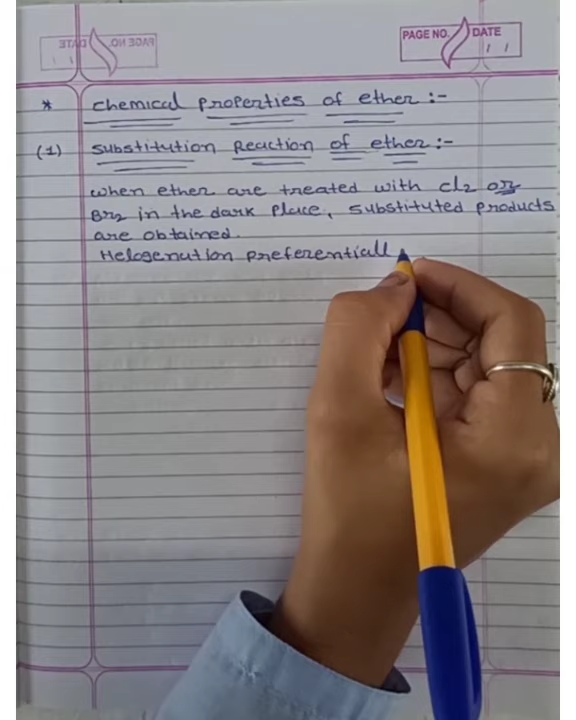 PAGE NO. DATE
/ /
* chemical properties of ether :-
(1) substitution Reaction of ether :-
when ether are treated with cl2 or
Br2 in the dark place, substituted products
are obtained.
Helogenution preferentiall